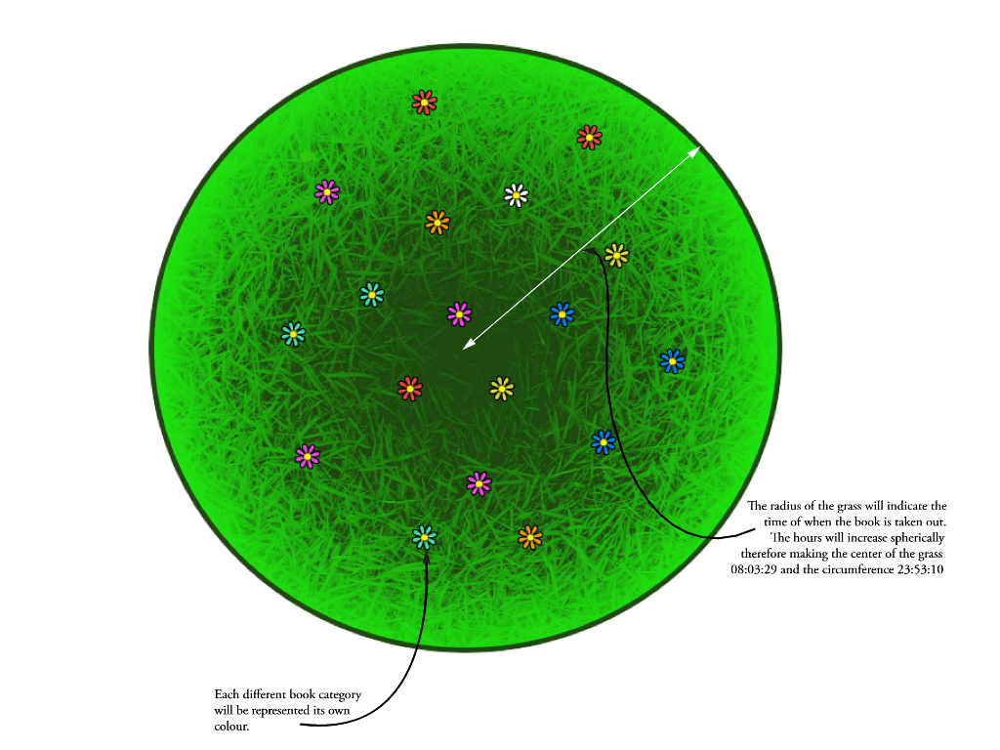 The radius of the grass will indicate the
time of when the book is taken out.
The hours will increase spherically
therefore making the center of the grass
08:03:29 and the circumference 23:53:10
Each different book category
will be represented its own
colour.